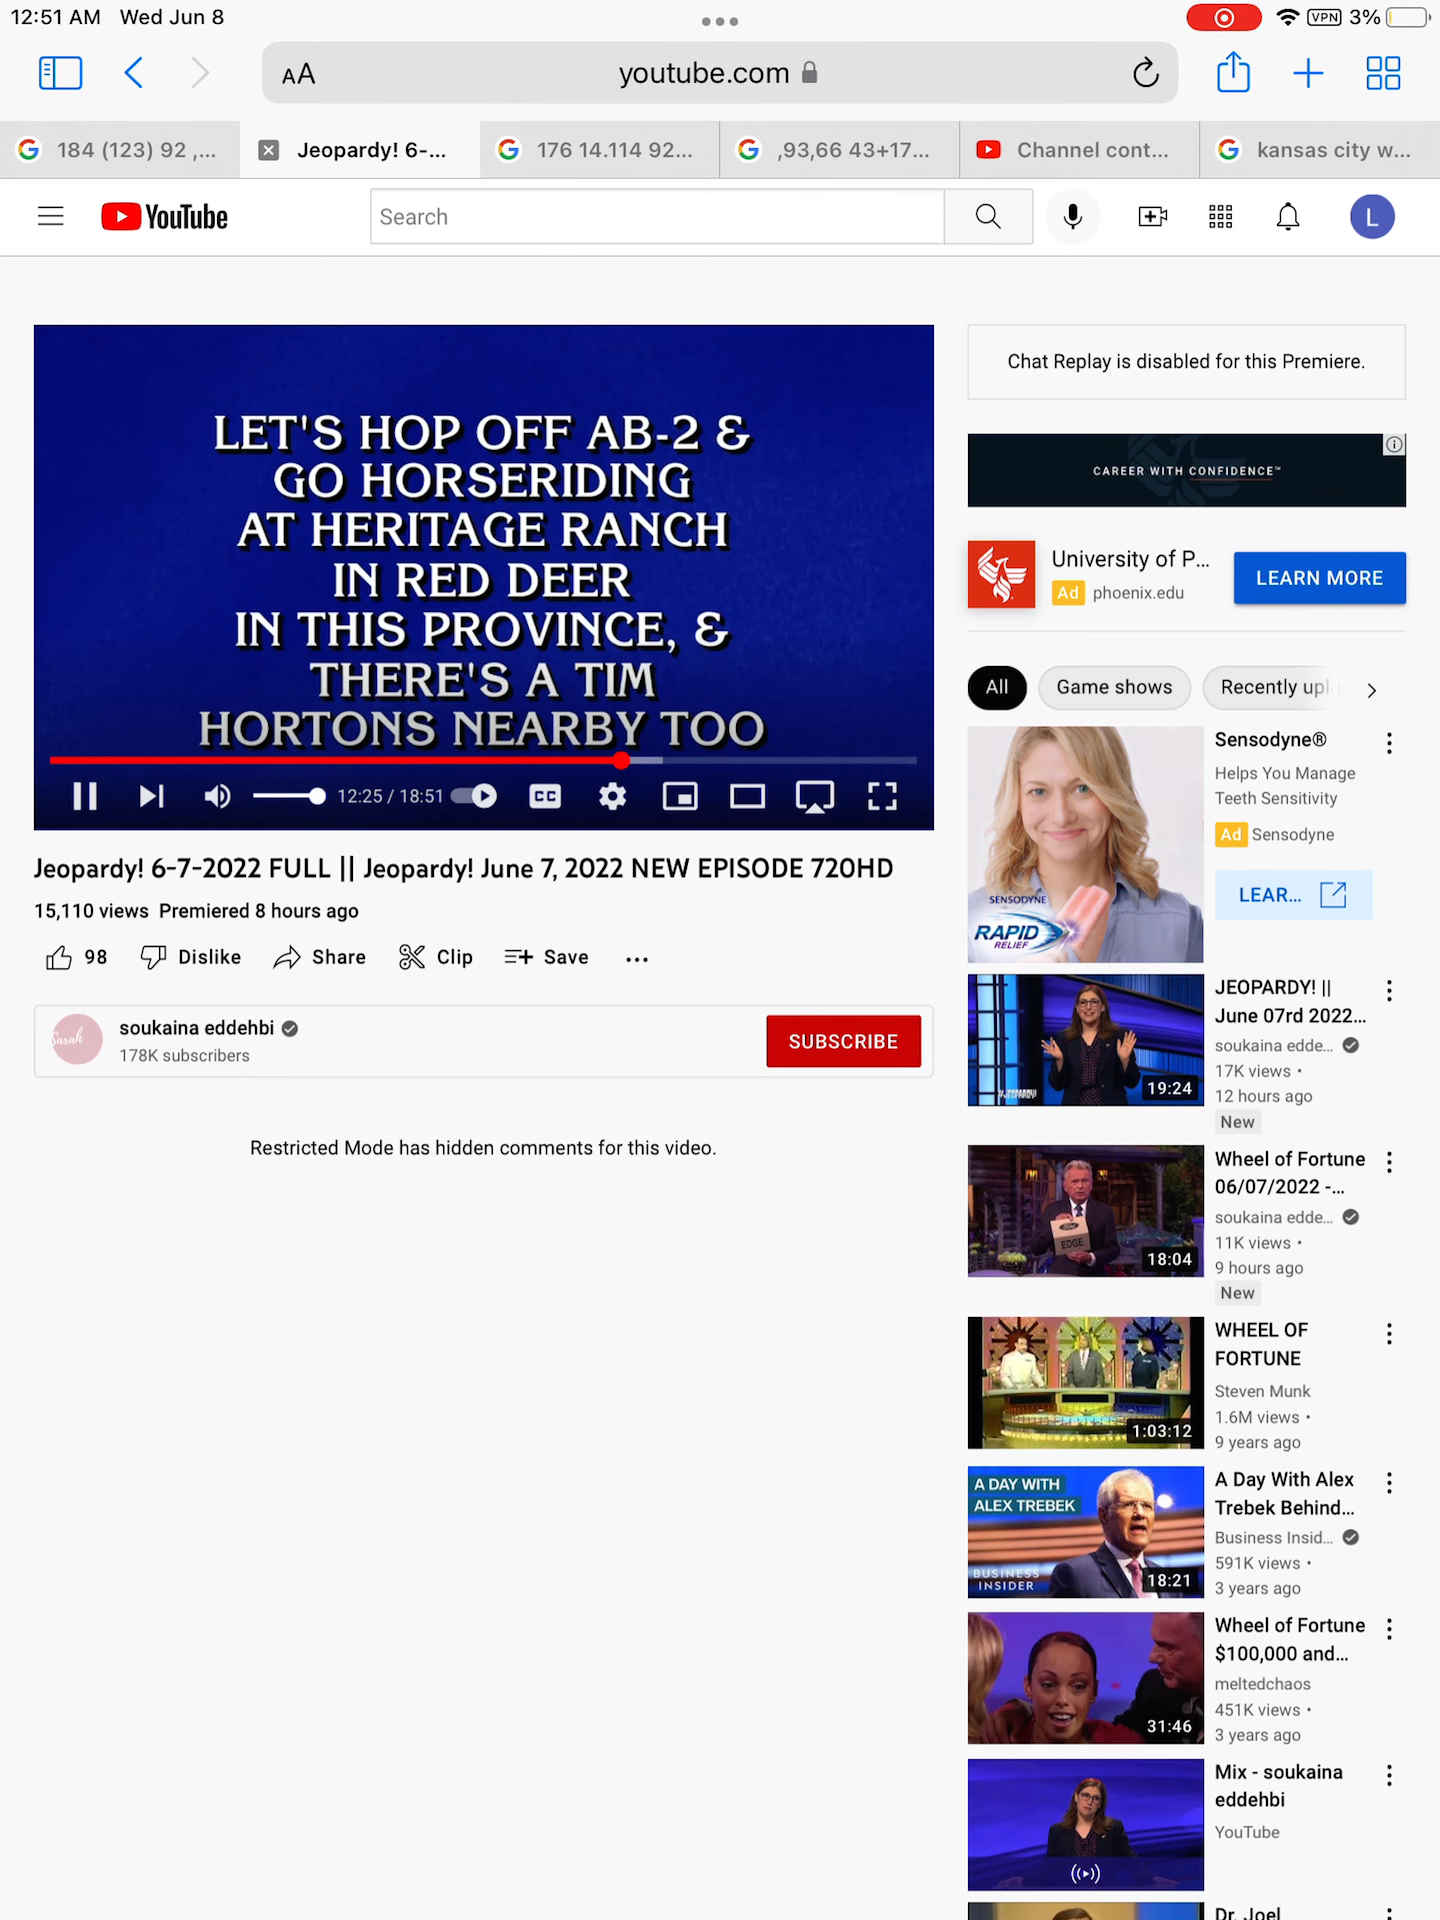 12:51 AM Wed Jun 8
VPN 3%
AA youtube.com
184 (123) 92 ,...
Jeopardy! 6-...
176 14.114 92...
,93,66 43+17...
Channel cont...
kansas city w...
YouTube
Search
L
LET'S HOP OFF AB-2 &
GO HORSERIDING
AT HERITAGE RANCH
IN RED DEER
IN THIS PROVINCE, &
THERE'S A TIM
HORTONS NEARBY TOO
12:25 / 18:51
CC
Jeopardy! 6-7-2022 FULL || Jeopardy! June 7, 2022 NEW EPISODE 720HD
15,110 views Premiered 8 hours ago
98 Dislike Share Clip Save
Sarah
soukaina eddehbi
178K subscribers
SUBSCRIBE
Restricted Mode has hidden comments for this video.
Chat Replay is disabled for this Premiere.
CAREER WITH CONFIDENCE™
University of P...
Ad phoenix.edu
LEARN MORE
All Game shows Recently upl
SENSODYNE
RAPID
RELIEF
Sensodyne®
Helps You Manage
Teeth Sensitivity
Ad Sensodyne
LEAR...
19:24
JEOPARDY! ||
June 07rd 2022...
soukaina edde...
17K views •
12 hours ago
New
EDGE
18:04
Wheel of Fortune
06/07/2022 -...
soukaina edde...
11K views •
9 hours ago
New
1:03:12
WHEEL OF
FORTUNE
Steven Munk
1.6M views •
9 years ago
A DAY WITH
ALEX TREBEK
BUSINESS
INSIDER
18:21
A Day With Alex
Trebek Behind...
Business Insid...
591K views •
3 years ago
31:46
Wheel of Fortune
$100,000 and...
meltedchaos
451K views •
3 years ago
Mix - soukaina
eddehbi
YouTube
Dr. Joel